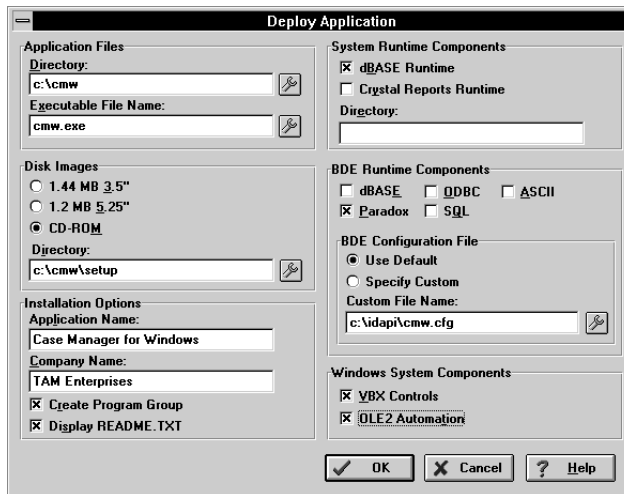 Deploy Application
Application Files
Directory:
c:\cmw
Executable File Name:
cmw.exe
Disk Images
1.44 MB 3.5"
1.2 MB 5.25"
CD-ROM
Directory:
c:\cmw\setup
Installation Options
Application Name:
Case Manager for Windows
Company Name:
TAM Enterprises
Create Program Group
Display README.TXT
System Runtime Components
dBASE Runtime
Crystal Reports Runtime
Directory:
BDE Runtime Components
dBASE ODBC ASCII
Paradox SQL
BDE Configuration File
Use Default
Specify Custom
Custom File Name:
c:\idapi\cmw.cfg
Windows System Components
VBX Controls
OLE2 Automation
OK Cancel ? Help